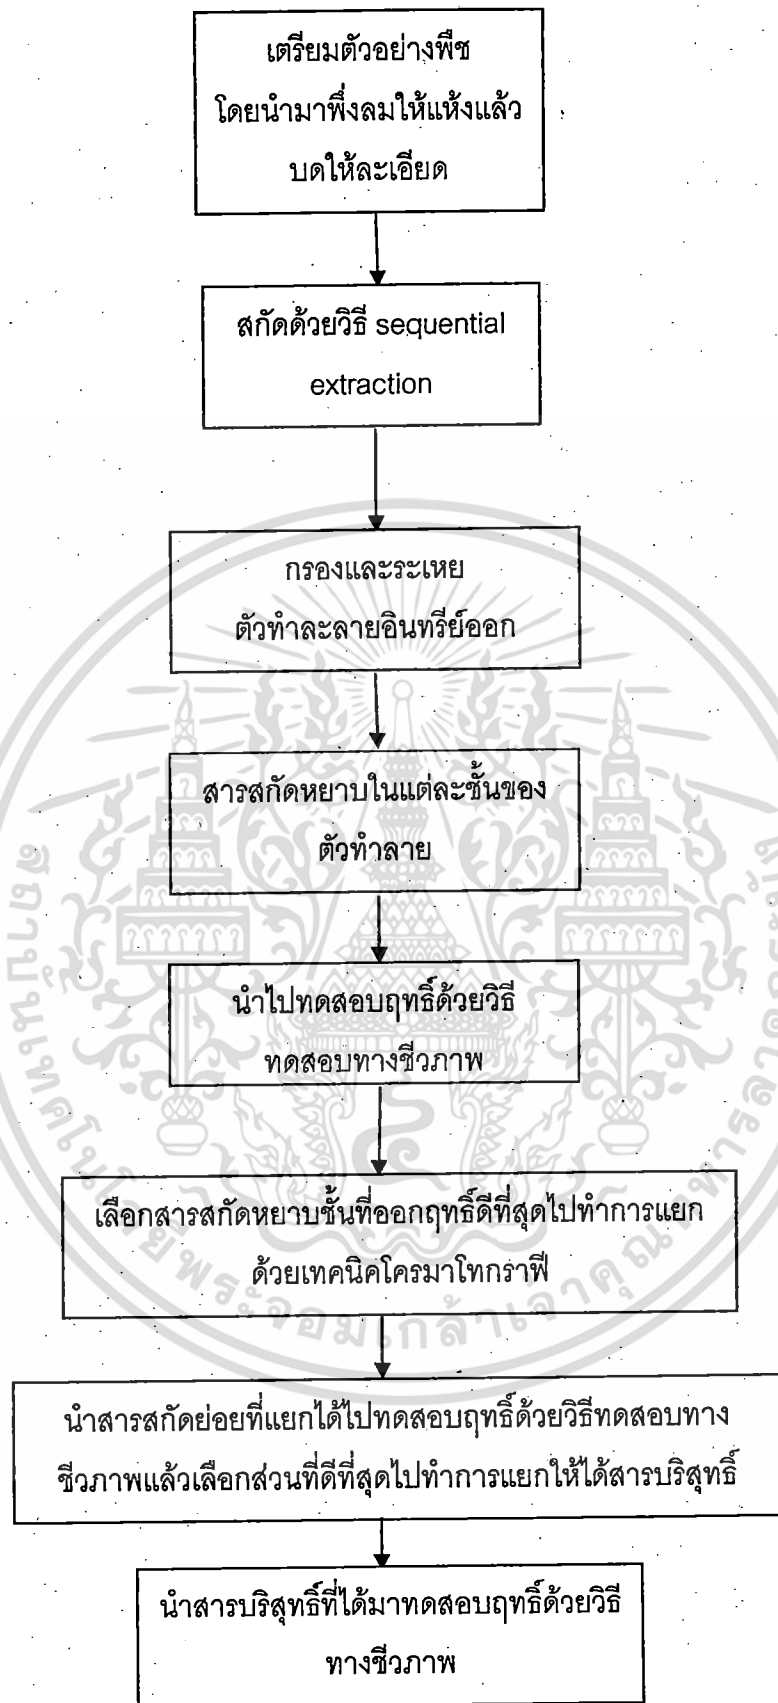 เตรียมตัวอย่างพืช
โดยนำมาพึ่งลมให้แห้งแล้ว
บดให้ละเอียด
สกัดด้วยวิธี sequential
extraction
กรองและระเหย
ตัวทำละลายอินทรีย์ออก
สารสกัดหยาบในแต่ละชั้นของ
ตัวทำลาย
นำไปทดสอบฤทธิ์ด้วยวิธี
ทดสอบทางชีวภาพ
เลือกสารสกัดหยาบชั้นที่ออกฤทธิ์ดีที่สุดไปทำการแยก
ด้วยเทคนิคโครมาโทกราฟี
นำสารสกัดย่อยที่แยกได้ไปทดสอบฤทธิ์ด้วยวิธีทดสอบทาง
ชีวภาพแล้วเลือกส่วนที่ดีที่สุดไปทำการแยกให้ได้สารบริสุทธิ์
นำสารบริสุทธิ์ที่ได้มาทดสอบฤทธิ์ด้วยวิธี
ทางชีวภาพ